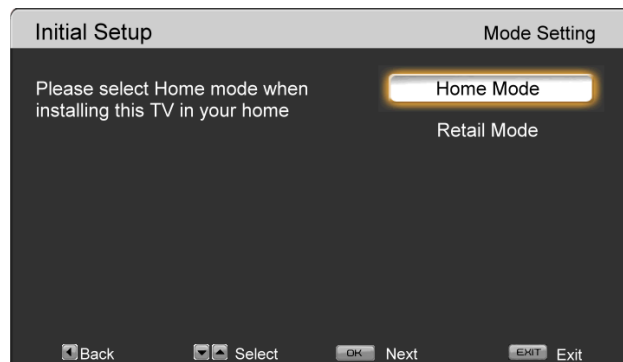 Initial Setup Mode Setting
Please select Home mode when
installing this TV in your home
Home Mode
Retail Mode
Back Select OK Next EXIT Exit